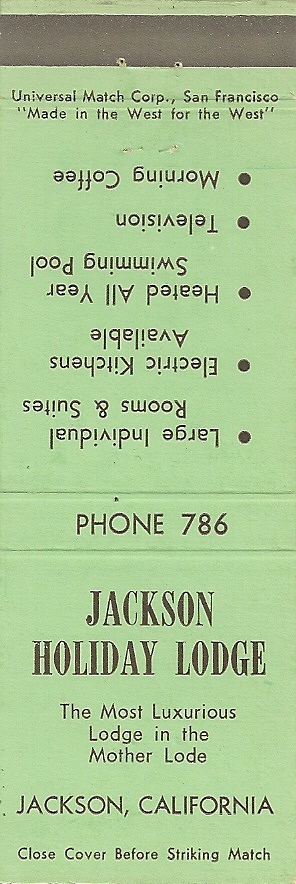 Universal Match Corp., San Francisco
"Made in the West for the West"
• Large Individual
Rooms & Suites
• Electric Kitchens
Available
• Heated All Year
Swimming Pool
• Television
• Morning Coffee
PHONE 786
JACKSON
HOLIDAY LODGE
The Most Luxurious
Lodge in the
Mother Lode
JACKSON, CALIFORNIA
Close Cover Before Striking Match